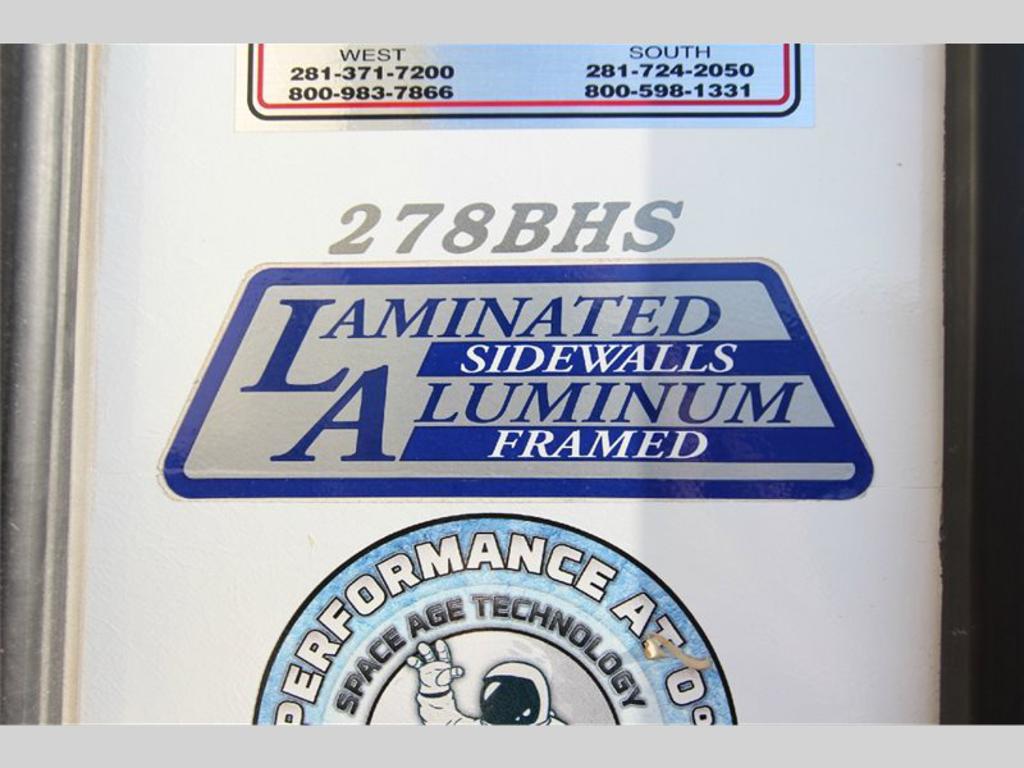 WEST SOUTH
281-371-7200 281-724-2050
800-983-7866 800-598-1331
278BHS
LAMINATED
SIDEWALLS
ALUMINUM
FRAMED
PERFORMANCE AT 0°
SPACE AGE TECHNOLOGY